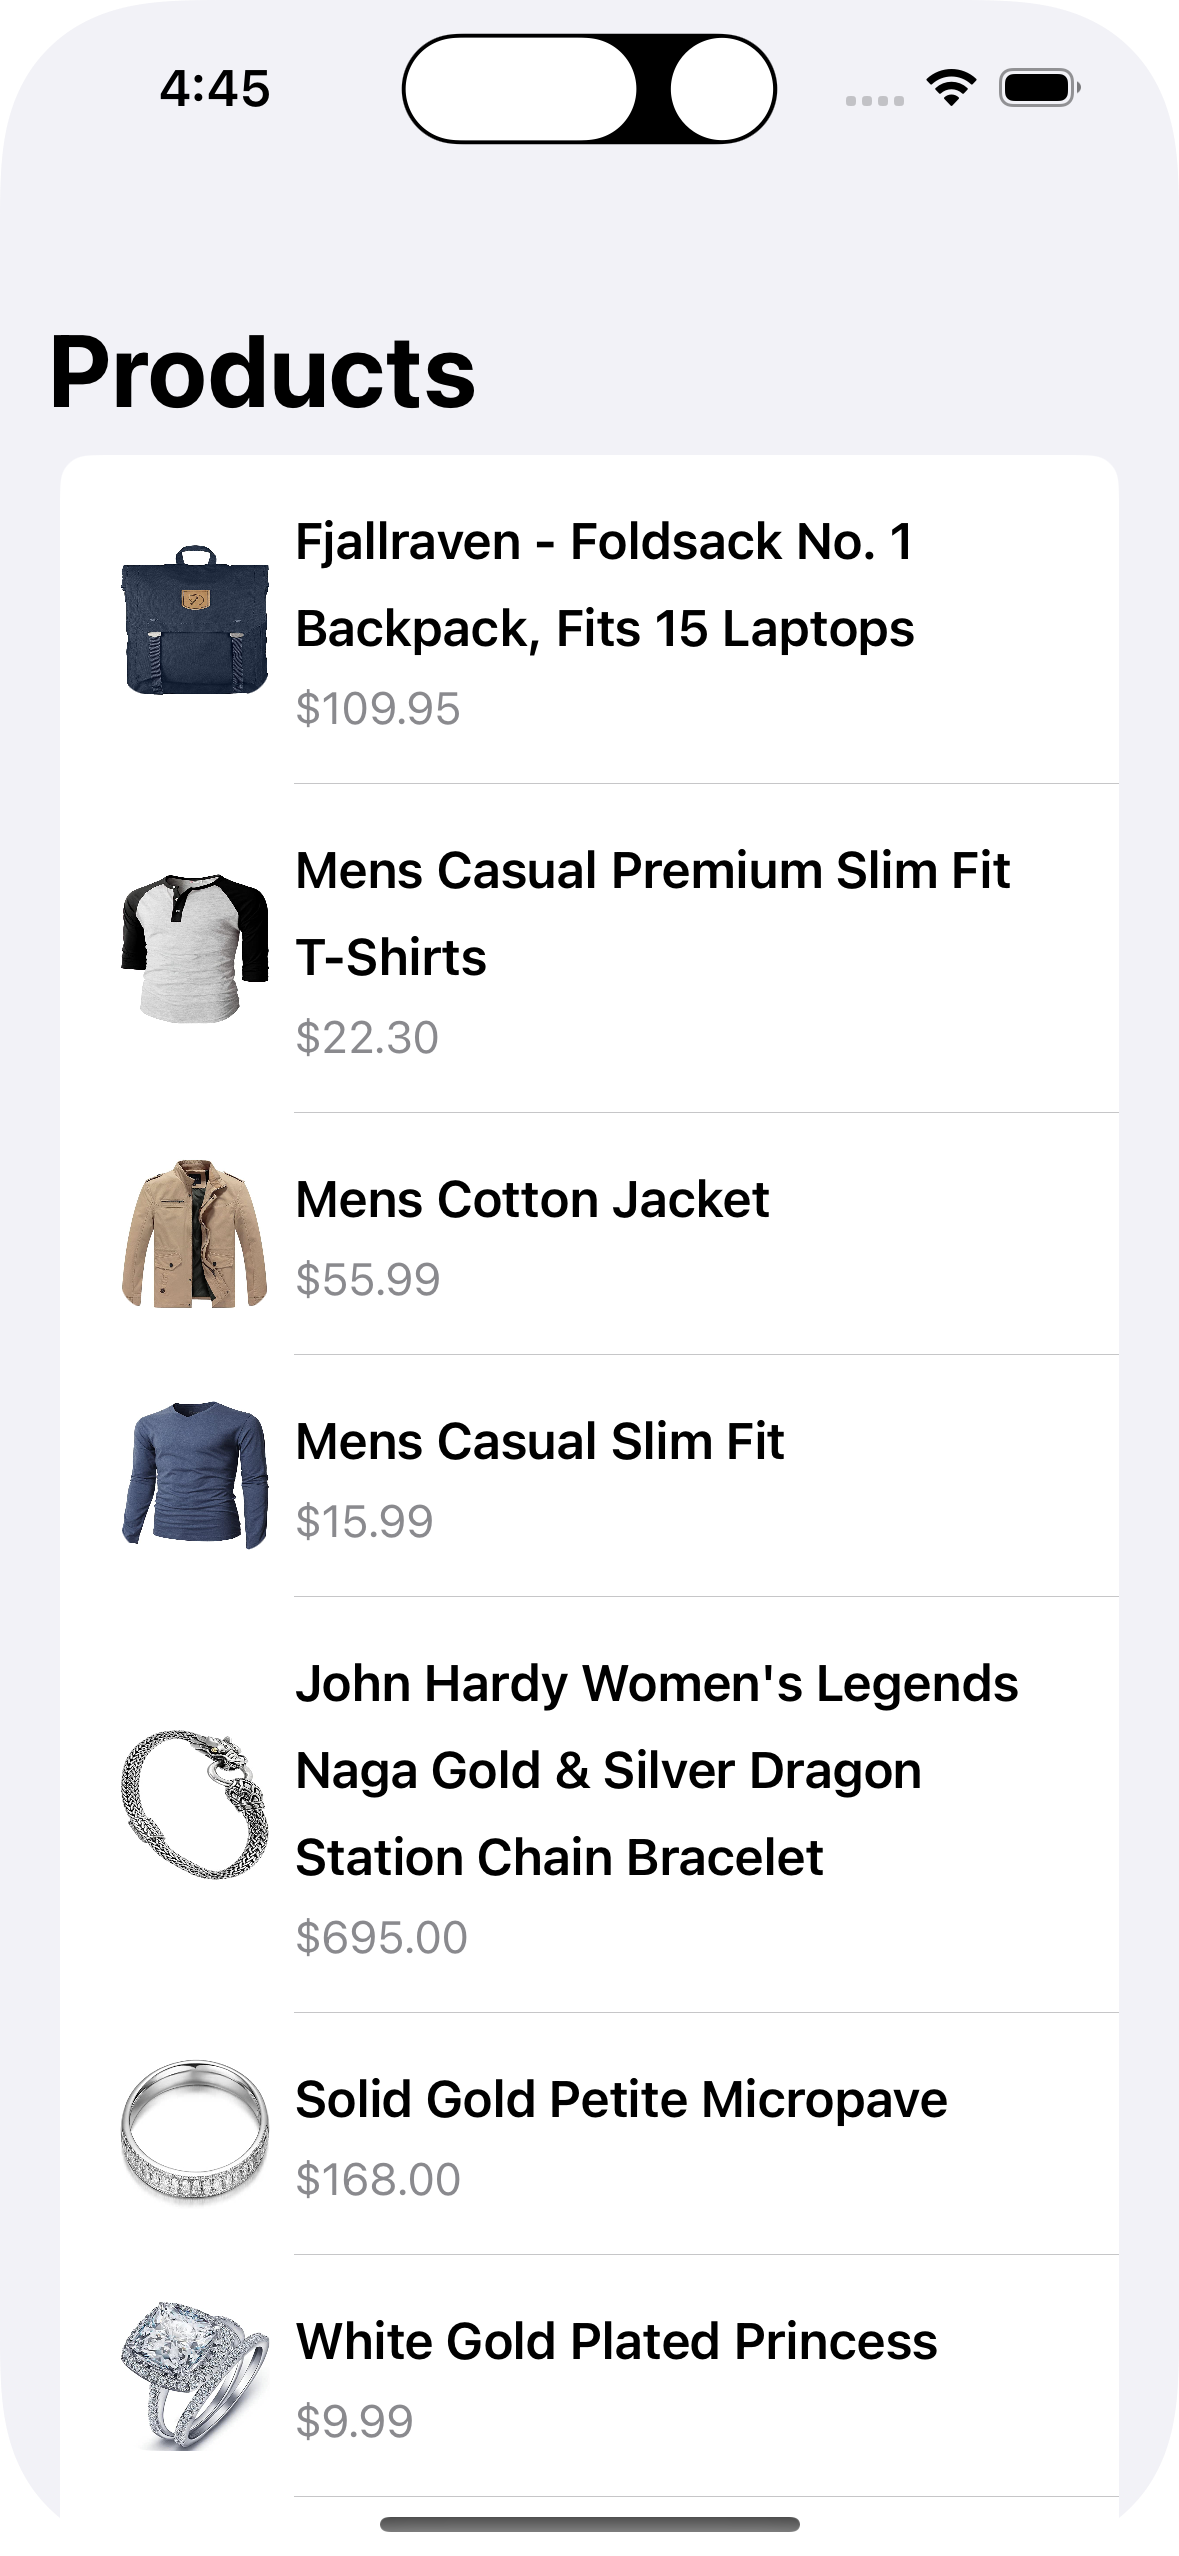 4:45
Products
Fjallraven - Foldsack No. 1
Backpack, Fits 15 Laptops
$109.95
Mens Casual Premium Slim Fit
T-Shirts
$22.30
Mens Cotton Jacket
$55.99
Mens Casual Slim Fit
$15.99
John Hardy Women's Legends
Naga Gold & Silver Dragon
Station Chain Bracelet
$695.00
Solid Gold Petite Micropave
$168.00
White Gold Plated Princess
$9.99